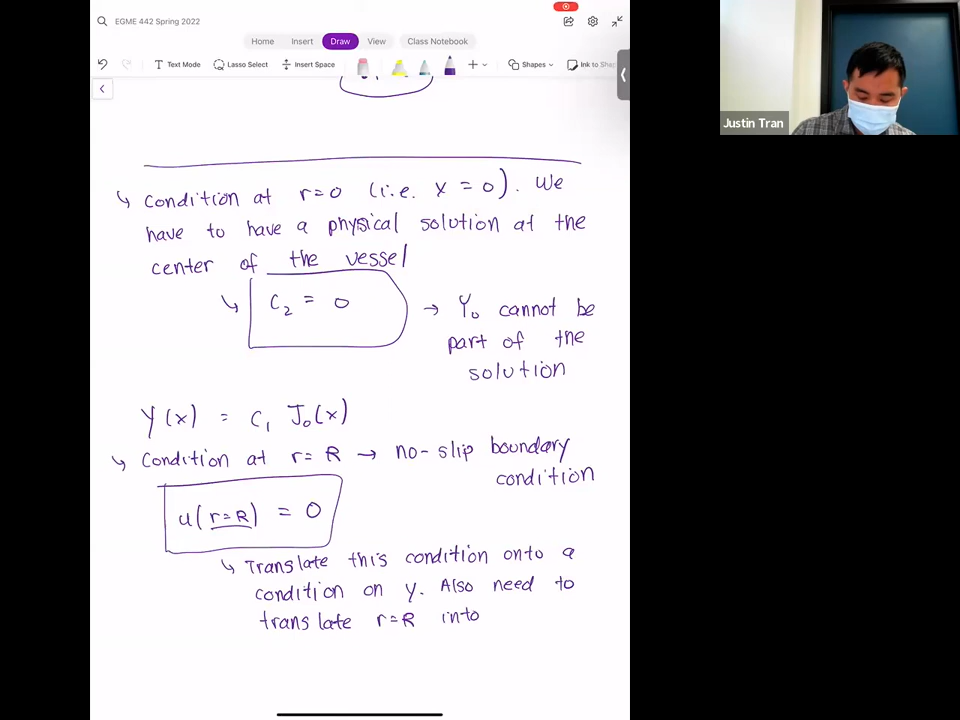 EGME 442 Spring 2022
Home Insert Draw View Class Notebook
Text Mode Lasso Select Insert Space Shapes Ink to Sha
Justin Tran
Condition at r=0 (i.e. x = 0). We
have to have a physical solution at the
center of the vessel
C₂ = 0
→ Y₀ cannot be
part of the
solution
Y(x) = C₁ J₀(x)
Condition at r=R → no-slip boundary
condition
u(r=R) = 0
Translate this condition onto a
condition on y. Also need to
translate r=R into